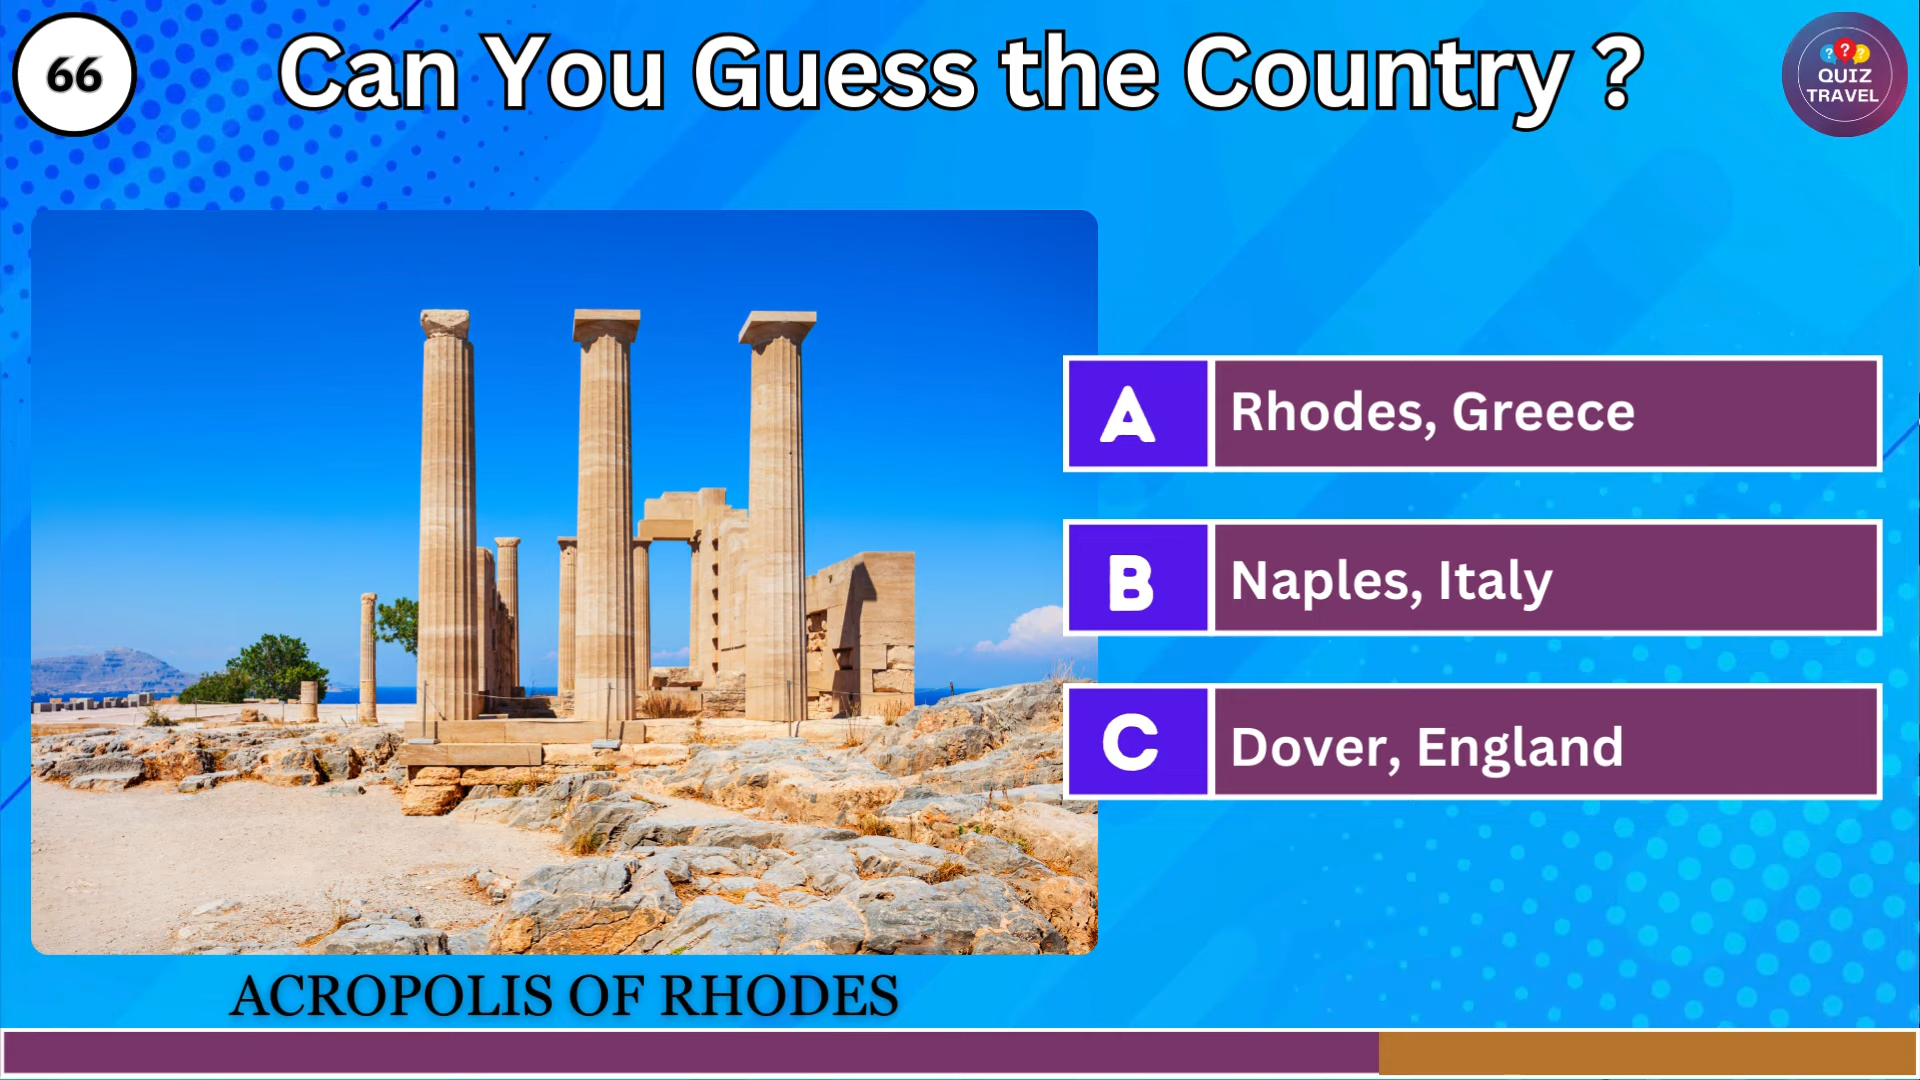 66
Can You Guess the Country ?
? ? ?
QUIZ
TRAVEL
A Rhodes, Greece
B Naples, Italy
C Dover, England
ACROPOLIS OF RHODES